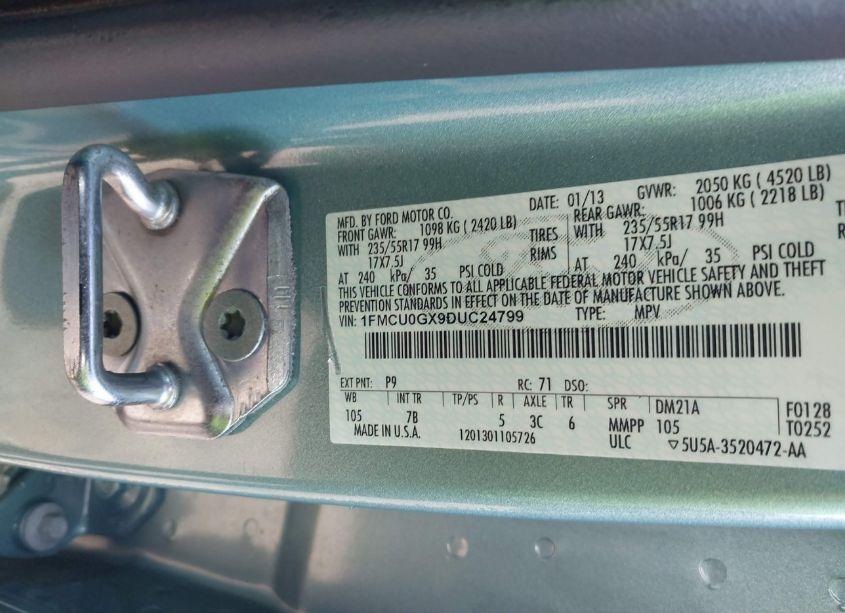 MFD. BY FORD MOTOR CO. DATE: 01/13 GVWR: 2050 KG ( 4520 LB)
FRONT GAWR: 1098 KG ( 2420 LB) REAR GAWR: 1006 KG ( 2218 LB)
WITH 235/55R17 99H TIRES WITH 235/55R17 99H
17X7.5J RIMS 17X7.5J
AT 240 kPa/ 35 PSI COLD AT 240 kPa/ 35 PSI COLD
THIS VEHICLE CONFORMS TO ALL APPLICABLE FEDERAL MOTOR VEHICLE SAFETY AND THEFT
PREVENTION STANDARDS IN EFFECT ON THE DATE OF MANUFACTURE SHOWN ABOVE.
VIN: 1FMCU0GX9DUC24799 TYPE: MPV
EXT PNT: P9 RC: 71 DSO:
WB INT TR TP/PS R AXLE TR SPR DM21A F0128
105 7B 5 3C 6 MMPP 105 T0252
MADE IN U.S.A. 1201301105726 ULC ▽5U5A-3520472-AA